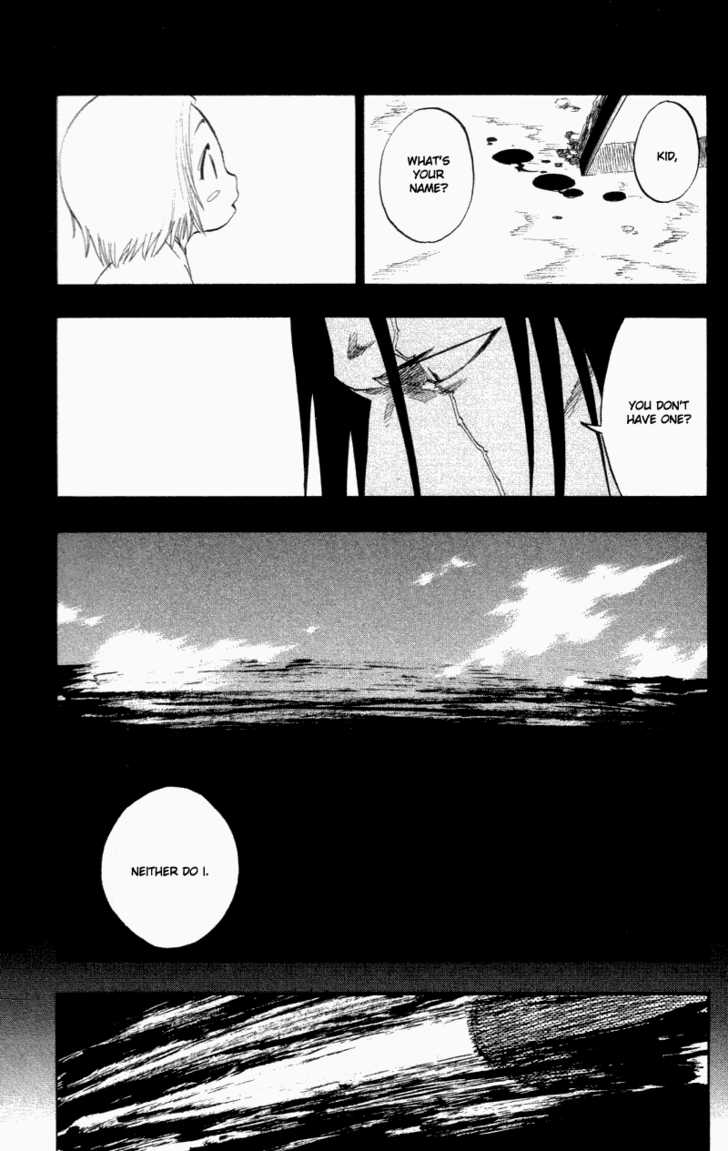 KID,
WHAT'S
YOUR
NAME?
YOU DON'T
HAVE ONE?
NEITHER DO I.